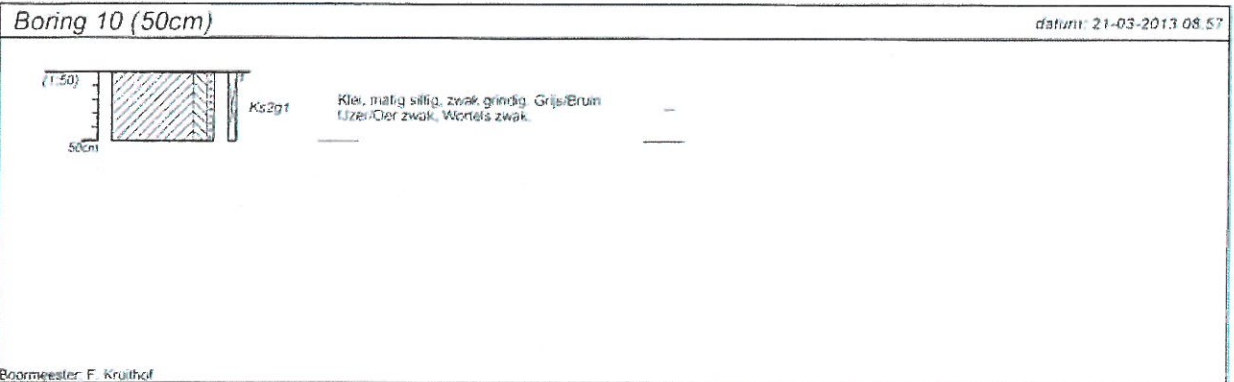 Boring 10 (50cm)
datum: 21-03-2013 08:57
(1:50)
Ks2g1
Klei, matig siltig, zwak grindig. Grijs/Bruin
IJzer/Oer zwak, Wortels zwak.
50cm
Boormeester: F. Kruithof